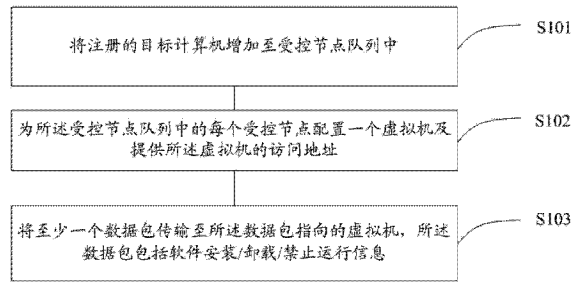 将注册的目标计算机增加至受控节点队列中
S101
为所述受控节点队列中的每个受控节点配置一个虚拟机及
提供所述虚拟机的访问地址
S102
将至少一个数据包传输至所述数据包指向的虚拟机，所述
数据包包括软件安装/卸载/禁止运行信息
S103